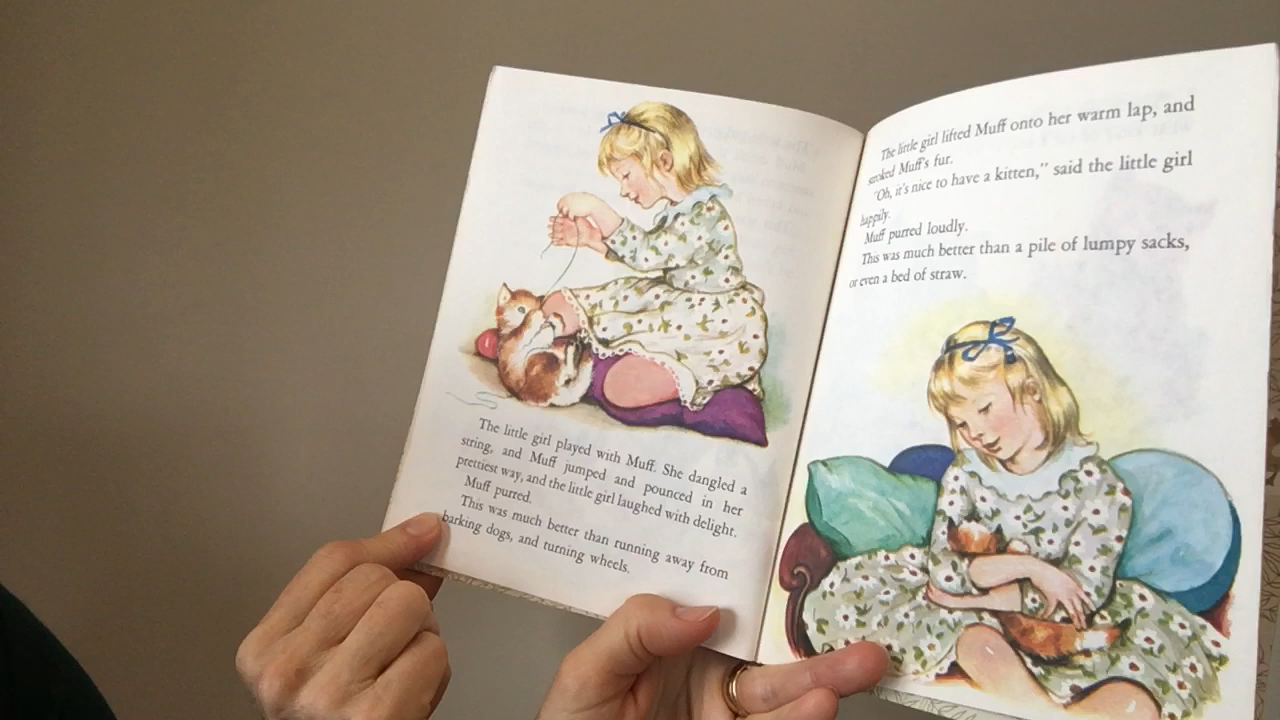 The little girl played with Muff. She dangled a
string, and Muff jumped and pounced in her
prettiest way, and the little girl laughed with delight.
Muff purred.
This was much better than running away from
barking dogs, and turning wheels.
The little girl lifted Muff onto her warm lap, and
stroked Muff's fur.
"Oh, it's nice to have a kitten," said the little girl
happily.
Muff purred loudly.
This was much better than a pile of lumpy sacks,
or even a bed of straw.